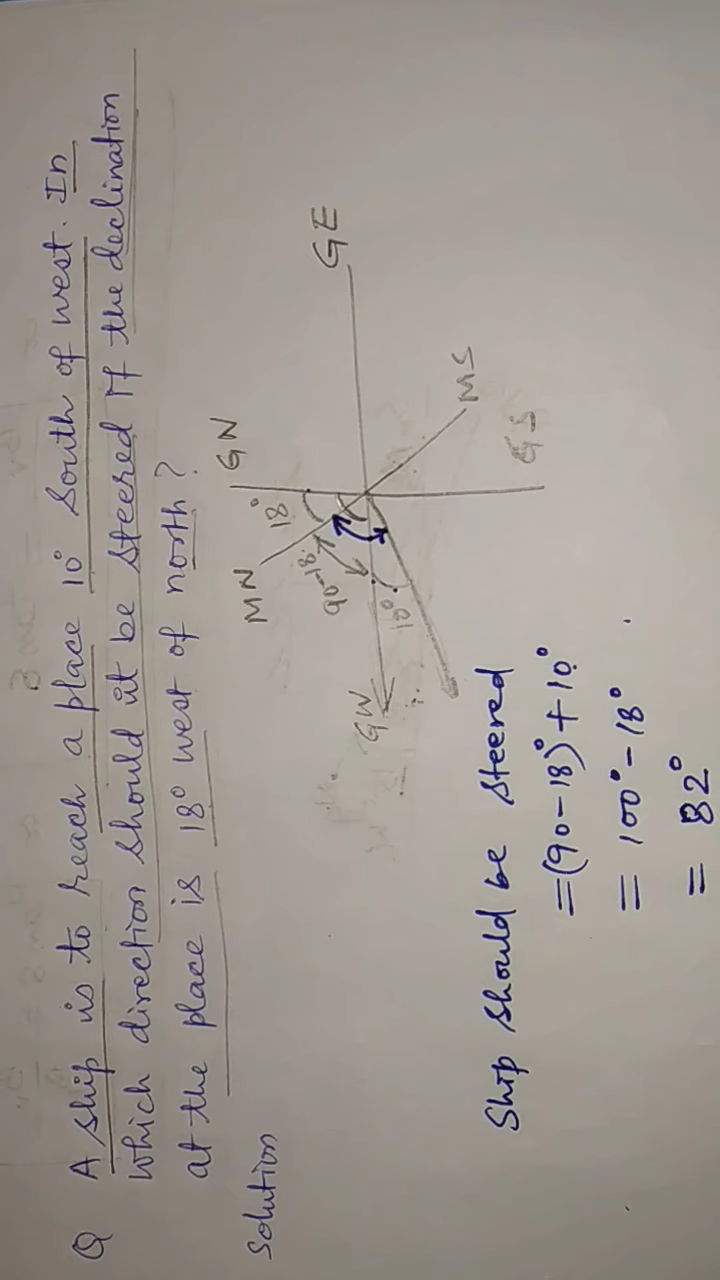 Q A ship is to reach a place 10° South of west. In
which direction should it be steered if the declination
at the place is 18° west of north?
Solution
GN
MN
18°
90-18
GE
GW
10°
MS
GS
Ship should be steered
=(90-18)°+10°
= 100°-18°
= 82°